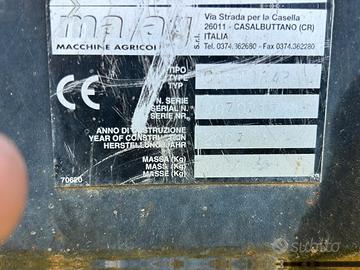 Via Strada per la Casella
26011 - CASALBUTTANO (CR)
ITALIA
Tel. 0374.362680 - Fax 0374.362280
s.r.l.
MACCHINE AGRICOLE
CE
TIPO
TYPE
TYP
N. SERIE
SERIAL N.
SERIE NR.
ANNO DI COSTRUZIONE
YEAR OF CONSTRUCTION
HERSTELLUNGSJAHR
MASSA (Kg)
MASS (Kg)
MASSE (Kg)
70620
subito